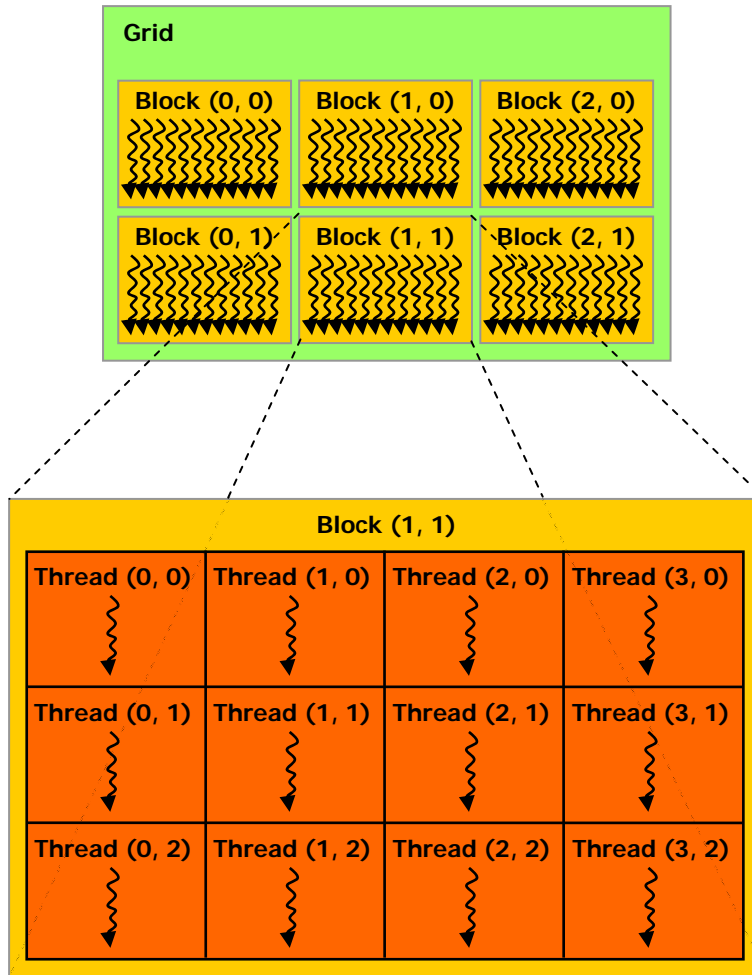 Grid
Block (0, 0) Block (1, 0) Block (2, 0)
Block (0, 1) Block (1, 1) Block (2, 1)
Block (1, 1)
Thread (0, 0) Thread (1, 0) Thread (2, 0) Thread (3, 0)
Thread (0, 1) Thread (1, 1) Thread (2, 1) Thread (3, 1)
Thread (0, 2) Thread (1, 2) Thread (2, 2) Thread (3, 2)